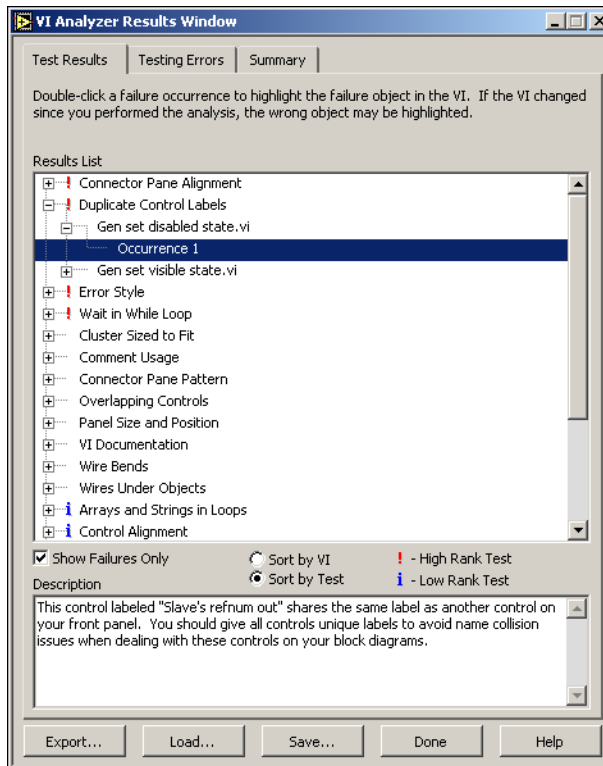 VI Analyzer Results Window
Test Results
Testing Errors
Summary
Double-click a failure occurrence to highlight the failure object in the VI. If the VI changed
since you performed the analysis, the wrong object may be highlighted.
Results List
! Connector Pane Alignment
! Duplicate Control Labels
Gen set disabled state.vi
Occurrence 1
Gen set visible state.vi
! Error Style
! Wait in While Loop
Cluster Sized to Fit
Comment Usage
Connector Pane Pattern
Overlapping Controls
Panel Size and Position
VI Documentation
Wire Bends
Wires Under Objects
i Arrays and Strings in Loops
i Control Alignment
Show Failures Only
Sort by VI
! - High Rank Test
Sort by Test
i - Low Rank Test
Description
This control labeled "Slave's refnum out" shares the same label as another control on
your front panel. You should give all controls unique labels to avoid name collision
issues when dealing with these controls on your block diagrams.
Export...
Load...
Save...
Done
Help